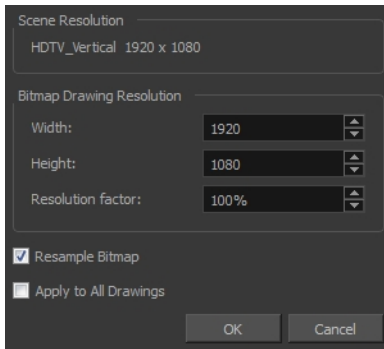 Scene Resolution
HDTV_Vertical 1920 x 1080
Bitmap Drawing Resolution
Width: 1920
Height: 1080
Resolution factor: 100%
Resample Bitmap
Apply to All Drawings
OK Cancel